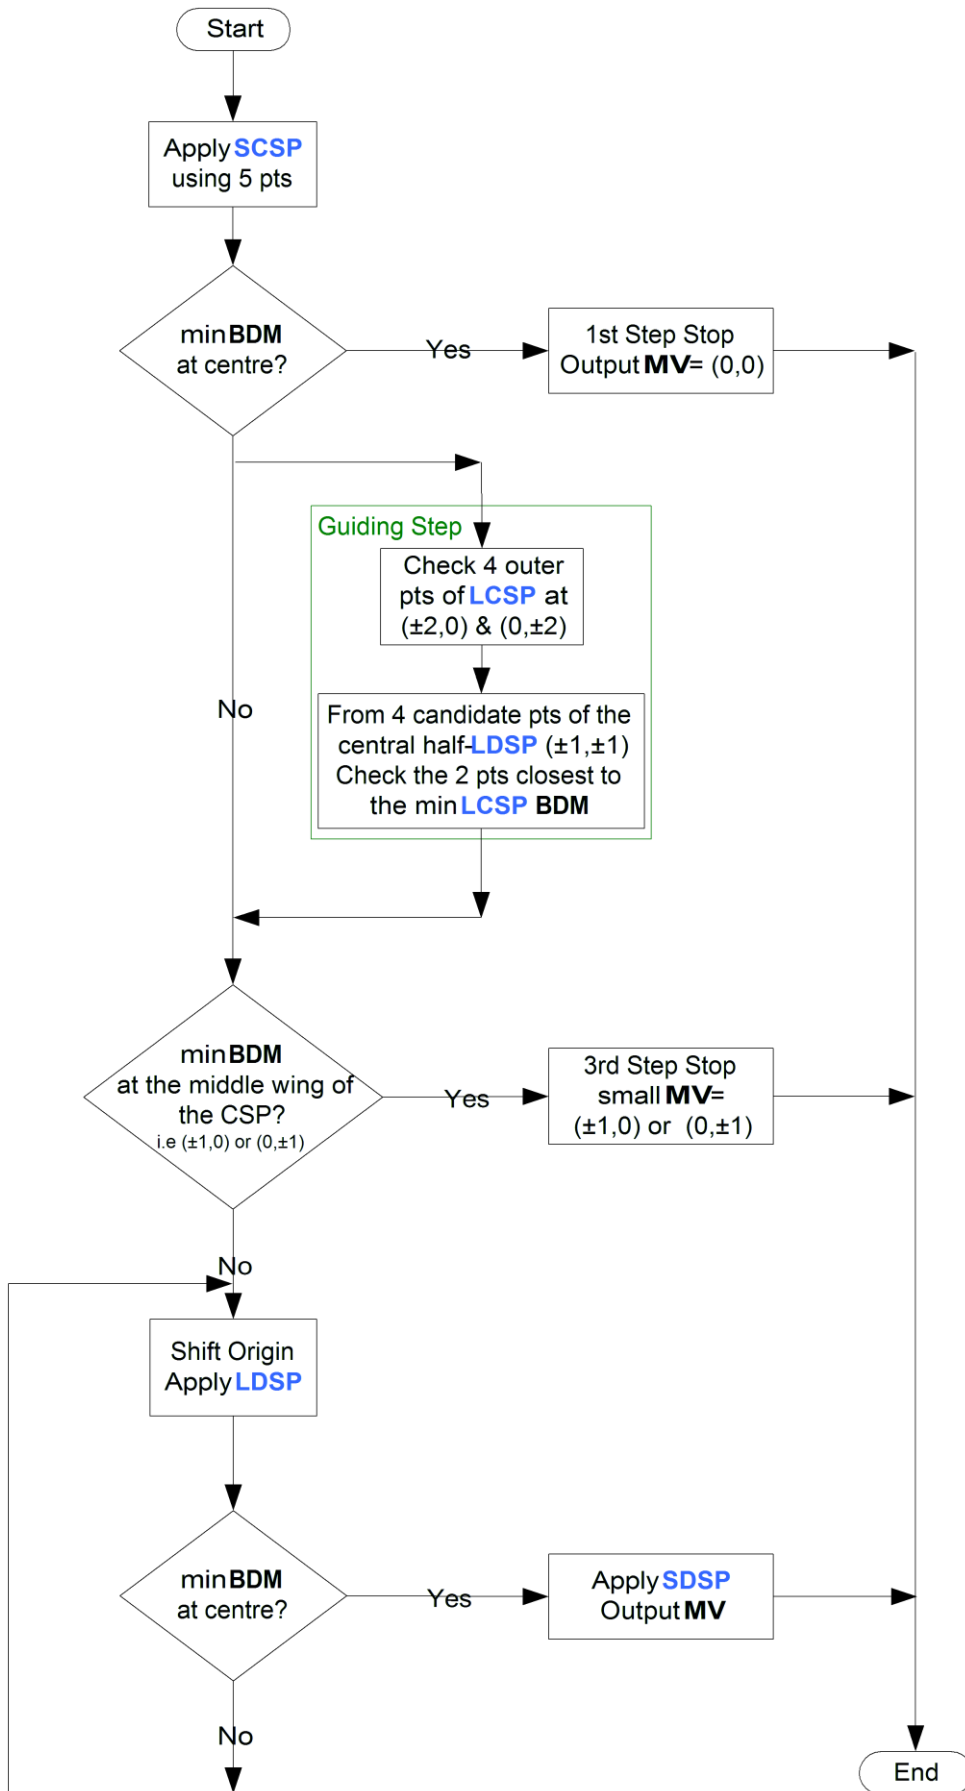 Start
Apply SCSP
using 5 pts
min BDM
at centre?
Yes
1st Step Stop
Output MV= (0,0)
Guiding Step
Check 4 outer
pts of LCSP at
(±2,0) & (0,±2)
No
From 4 candidate pts of the
central half-LDSP (±1,±1)
Check the 2 pts closest to
the min LCSP BDM
min BDM
at the middle wing of
the CSP?
i.e (±1,0) or (0,±1)
Yes
3rd Step Stop
small MV=
(±1,0) or (0,±1)
No
Shift Origin
Apply LDSP
min BDM
at centre?
Yes
Apply SDSP
Output MV
No
End